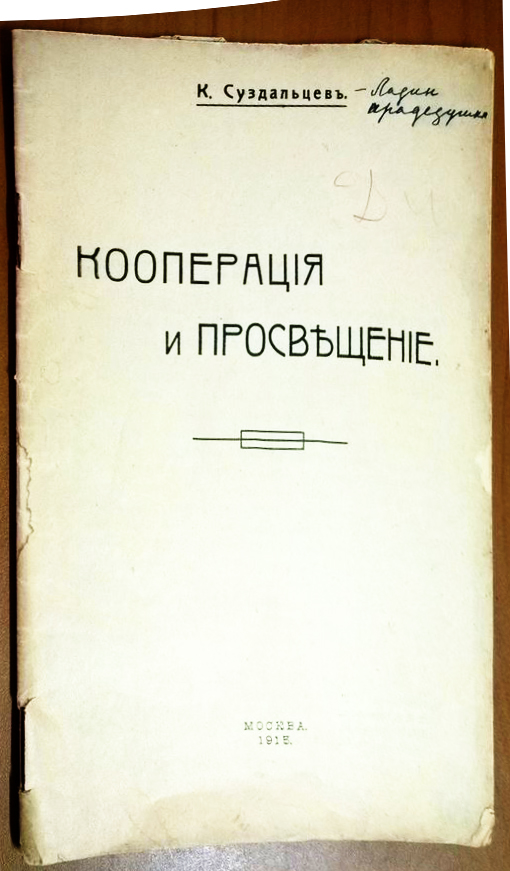 К. Суздальцевъ. – Ладин
прадедушка
КООПЕРАЦІЯ
и ПРОСВѢЩЕНІЕ.
МОСКВА.
1915.